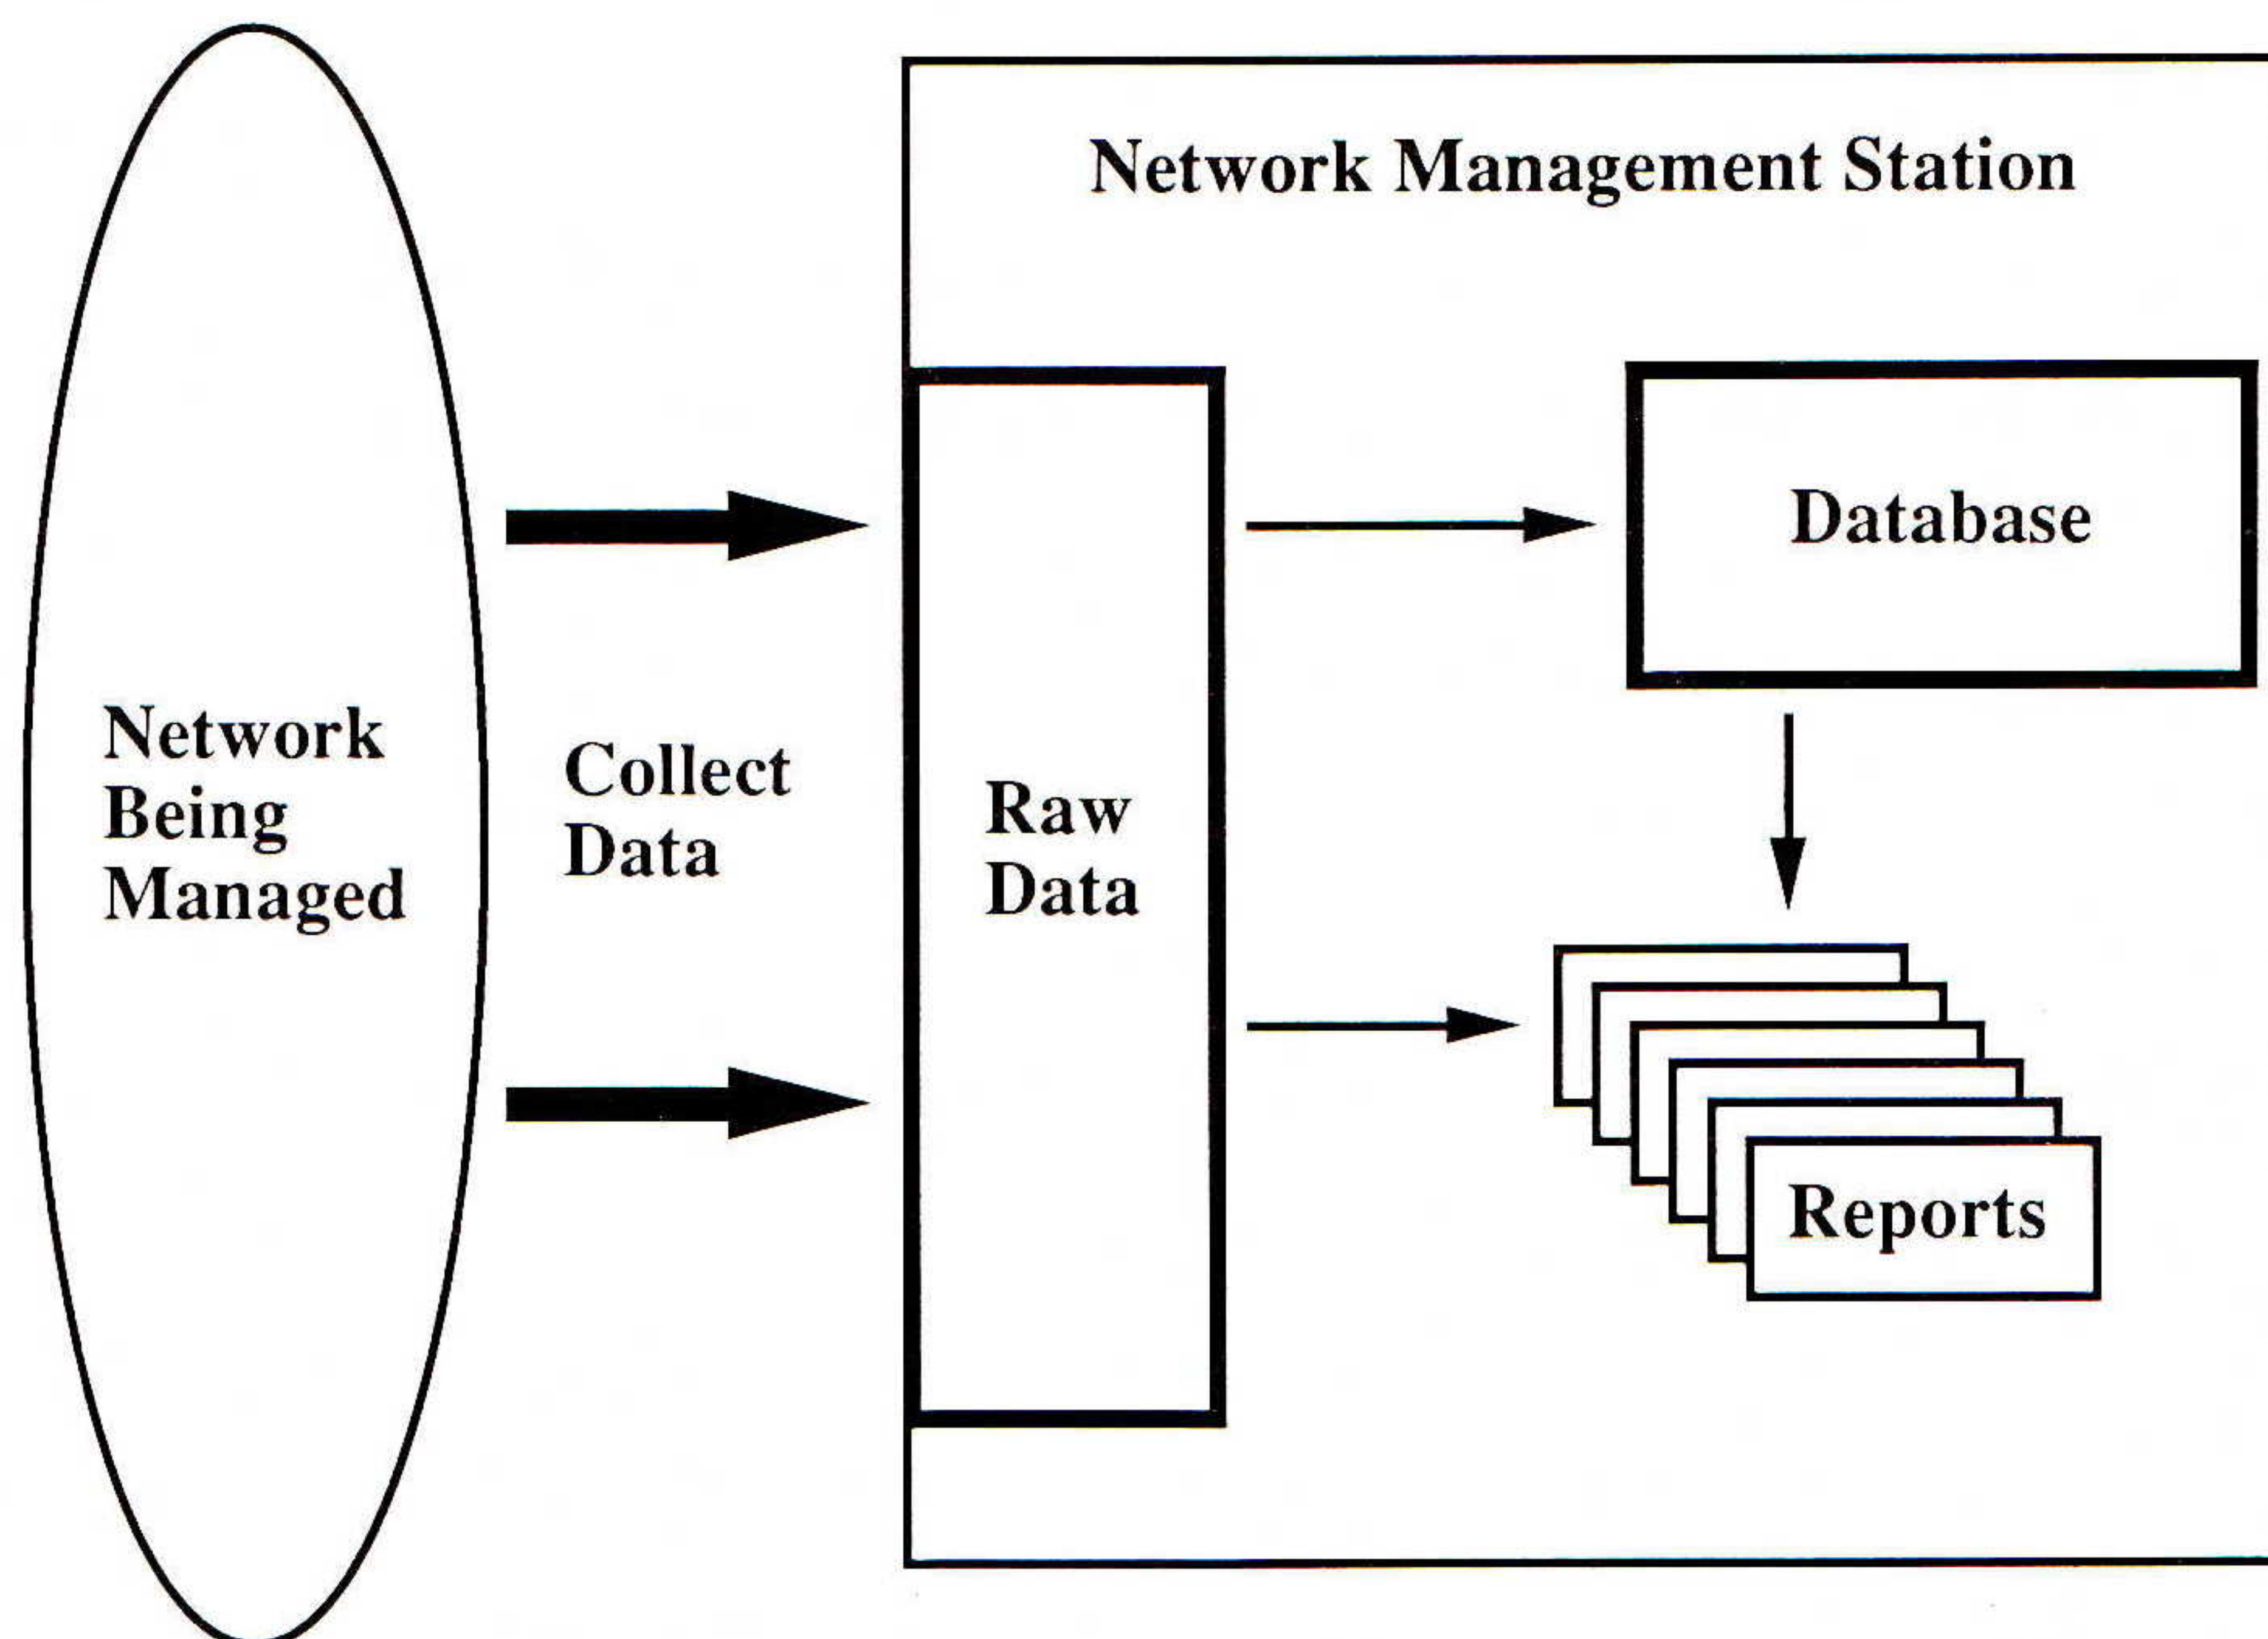 Network Management Station
Network
Being
Managed
Collect
Data
Raw
Data
Database
Reports